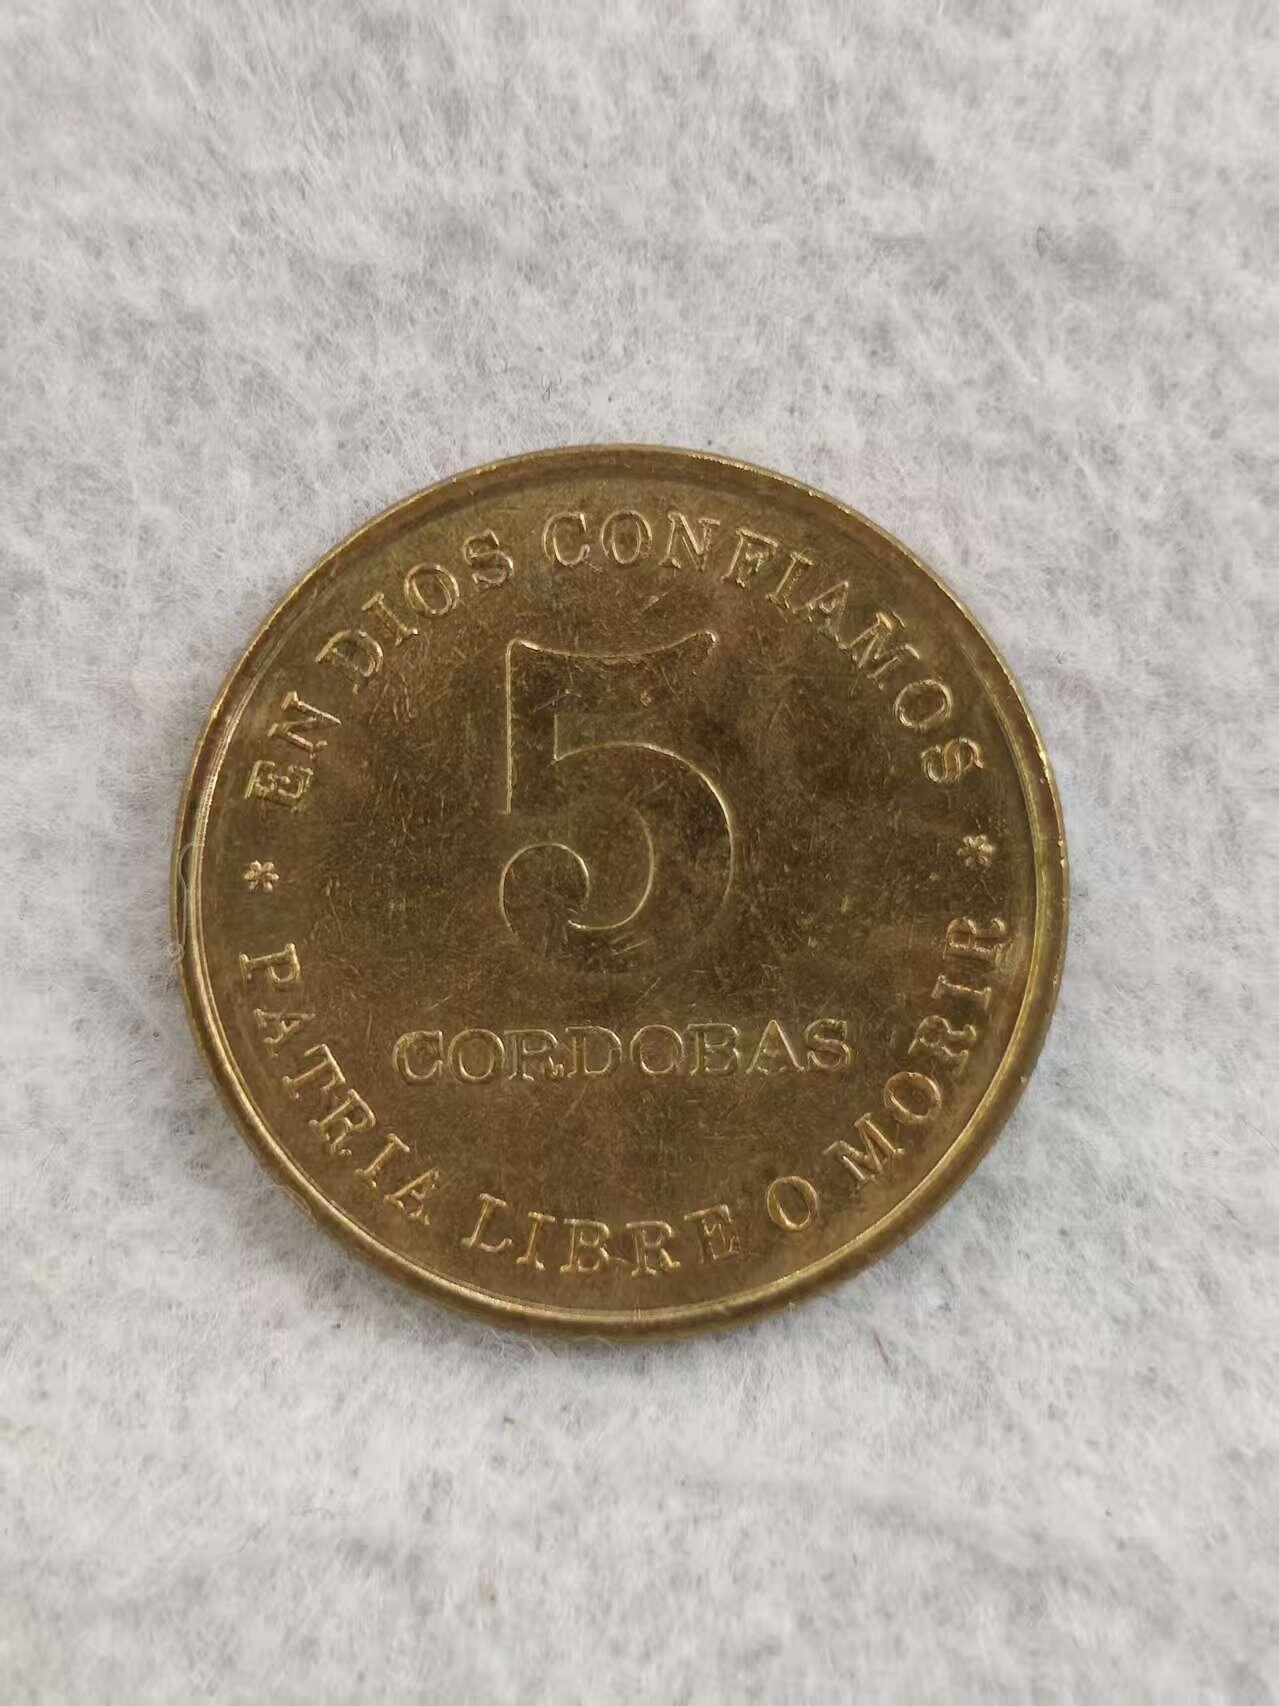 EN DIOS CONFIAMOS
5
CORDOBAS
* PATRIA LIBRE O MORIR *